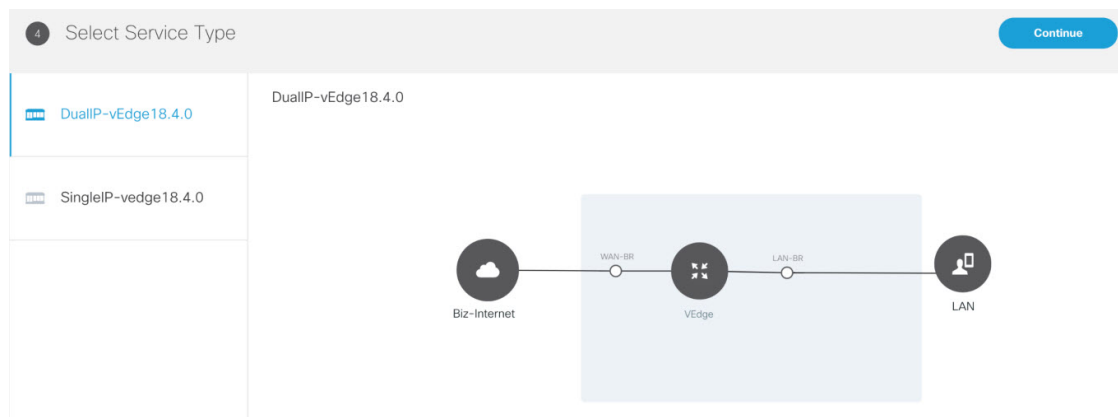 4 Select Service Type
Continue
DualIP-vEdge18.4.0
SingleIP-vedge18.4.0
DualIP-vEdge18.4.0
WAN-BR
LAN-BR
Biz-Internet
VEdge
LAN